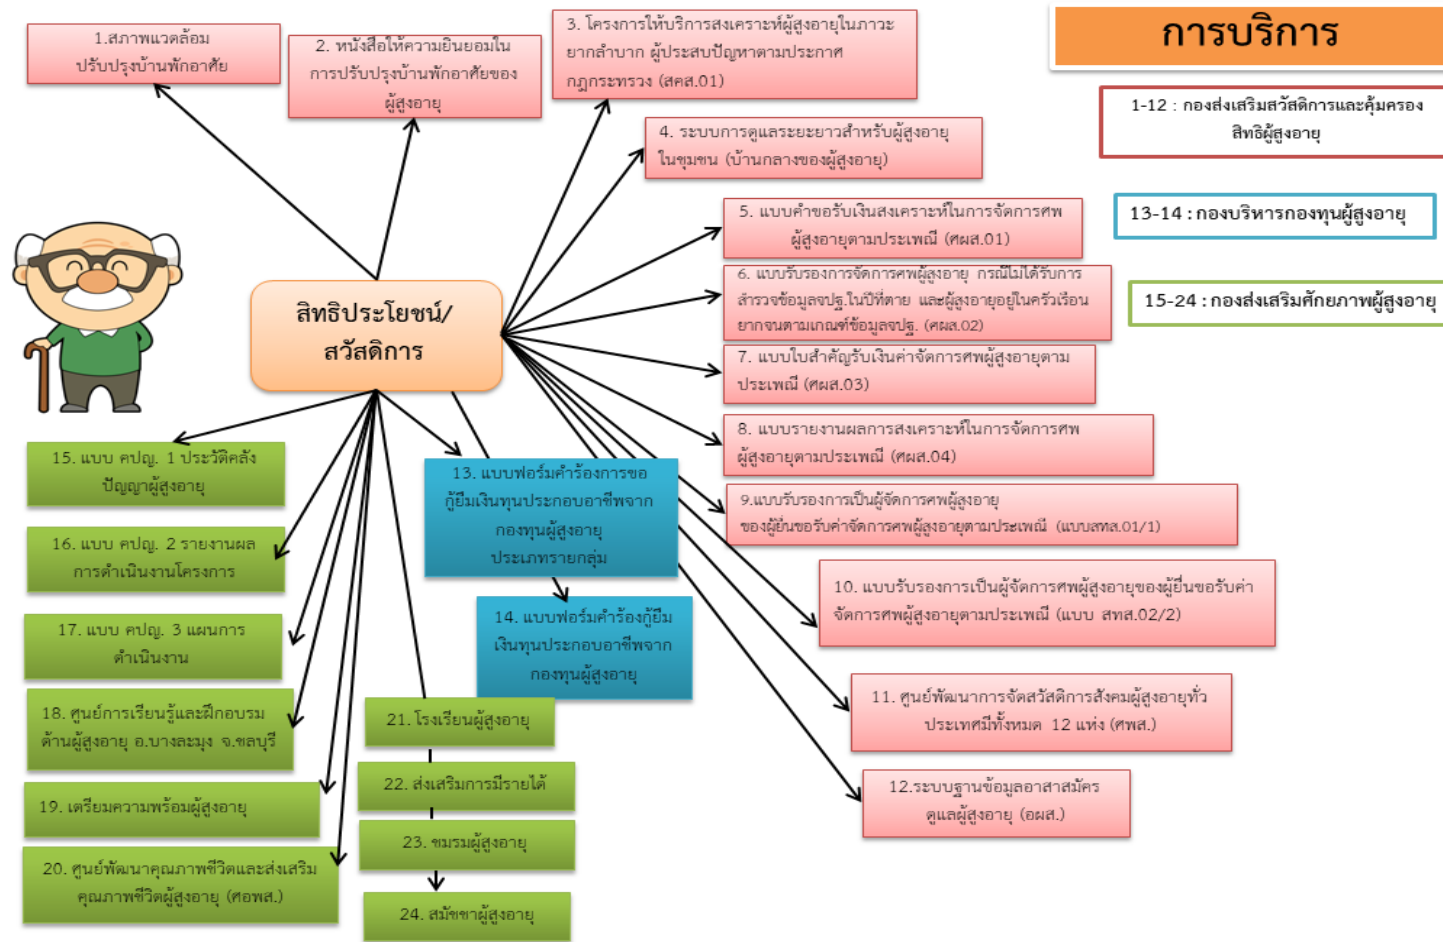 การบริการ
1-12 : กองส่งเสริมสวัสดิการและคุ้มครอง
สิทธิผู้สูงอายุ
13-14 : กองบริหารกองทุนผู้สูงอายุ
15-24 : กองส่งเสริมศักยภาพผู้สูงอายุ
สิทธิประโยชน์/
สวัสดิการ
1.สภาพแวดล้อม
ปรับปรุงบ้านพักอาศัย
2. หนังสือให้ความยินยอมใน
การปรับปรุงบ้านพักอาศัยของ
ผู้สูงอายุ
3. โครงการให้บริการสงเคราะห์ผู้สูงอายุในภาวะ
ยากลำบาก ผู้ประสบปัญหาตามประกาศ
กฎกระทรวง (สคส.01)
4. ระบบการดูแลระยะยาวสำหรับผู้สูงอายุ
ในชุมชน (บ้านกลางของผู้สูงอายุ)
5. แบบคำขอรับเงินสงเคราะห์ในการจัดการศพ
ผู้สูงอายุตามประเพณี (ศผส.01)
6. แบบรับรองการจัดการศพผู้สูงอายุ กรณีไม่ได้รับการ
สำรวจข้อมูลจปฐ.ในปีที่ตาย และผู้สูงอายุอยู่ในครัวเรือน
ยากจนตามเกณฑ์ข้อมูลจปฐ. (ศผส.02)
7. แบบใบสำคัญรับเงินค่าจัดการศพผู้สูงอายุตาม
ประเพณี (ศผส.03)
8. แบบรายงานผลการสงเคราะห์ในการจัดการศพ
ผู้สูงอายุตามประเพณี (ศผส.04)
9.แบบรับรองการเป็นผู้จัดการศพผู้สูงอายุ
ของผู้ยื่นขอรับค่าจัดการศพผู้สูงอายุตามประเพณี (แบบสทส.01/1)
10. แบบรับรองการเป็นผู้จัดการศพผู้สูงอายุของผู้ยื่นขอรับค่า
จัดการศพผู้สูงอายุตามประเพณี (แบบ สทส.02/2)
11. ศูนย์พัฒนาการจัดสวัสดิการสังคมผู้สูงอายุทั่ว
ประเทศมีทั้งหมด 12 แห่ง (ศพส.)
12.ระบบฐานข้อมูลอาสาสมัคร
ดูแลผู้สูงอายุ (อผส.)
13. แบบฟอร์มคำร้องการขอ
กู้ยืมเงินทุนประกอบอาชีพจาก
กองทุนผู้สูงอายุ
ประเภทรายกลุ่ม
14. แบบฟอร์มคำร้องกู้ยืม
เงินทุนประกอบอาชีพจาก
กองทุนผู้สูงอายุ
15. แบบ คปญ. 1 ประวัติคลัง
ปัญญาผู้สูงอายุ
16. แบบ คปญ. 2 รายงานผล
การดำเนินงานโครงการ
17. แบบ คปญ. 3 แผนการ
ดำเนินงาน
18. ศูนย์การเรียนรู้และฝึกอบรม
ด้านผู้สูงอายุ อ.บางละมุง จ.ชลบุรี
19. เตรียมความพร้อมผู้สูงอายุ
20. ศูนย์พัฒนาคุณภาพชีวิตและส่งเสริม
คุณภาพชีวิตผู้สูงอายุ (ศอพส.)
21. โรงเรียนผู้สูงอายุ
22. ส่งเสริมการมีรายได้
23. ชมรมผู้สูงอายุ
24. สมัชชาผู้สูงอายุ